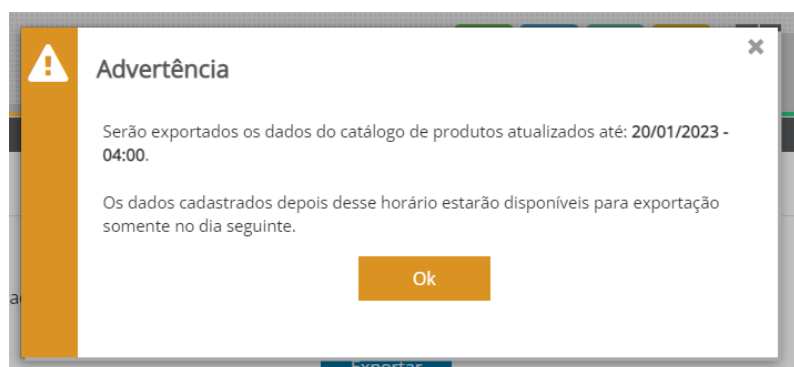 Advertência
Serão exportados os dados do catálogo de produtos atualizados até: 20/01/2023 -
04:00.
Os dados cadastrados depois desse horário estarão disponíveis para exportação
somente no dia seguinte.
Ok
Exportar